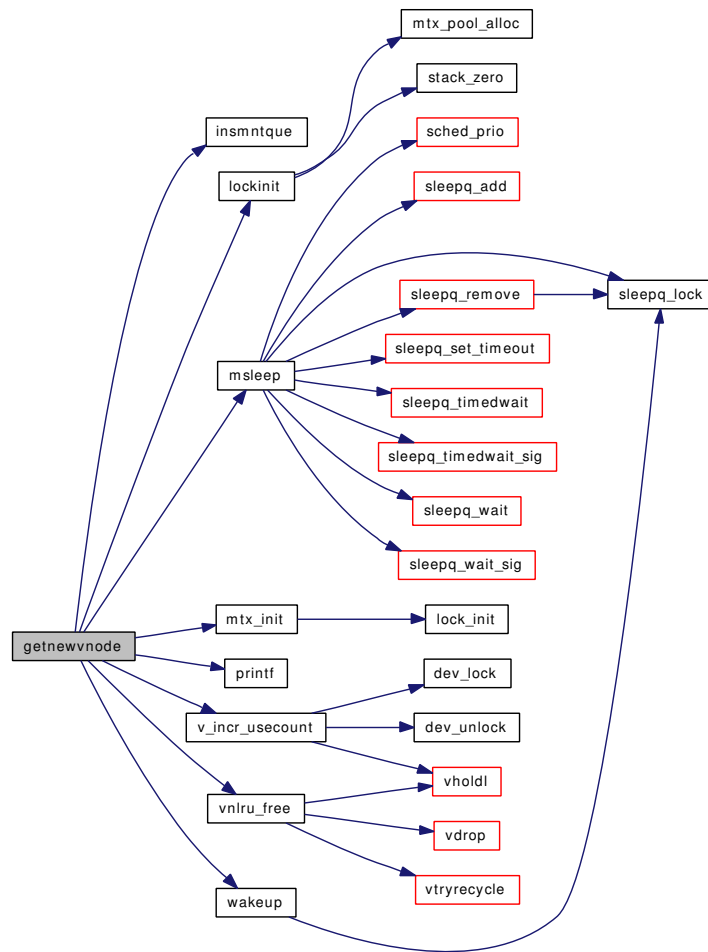 mtx_pool_alloc
stack_zero
insmntque
sched_prio
lockinit
sleepq_add
sleepq_remove
sleepq_lock
sleepq_set_timeout
msleep
sleepq_timedwait
sleepq_timedwait_sig
sleepq_wait
sleepq_wait_sig
mtx_init
lock_init
getnewvnode
printf
dev_lock
v_incr_usecount
dev_unlock
vholdl
vnlru_free
vdrop
vtryrecycle
wakeup